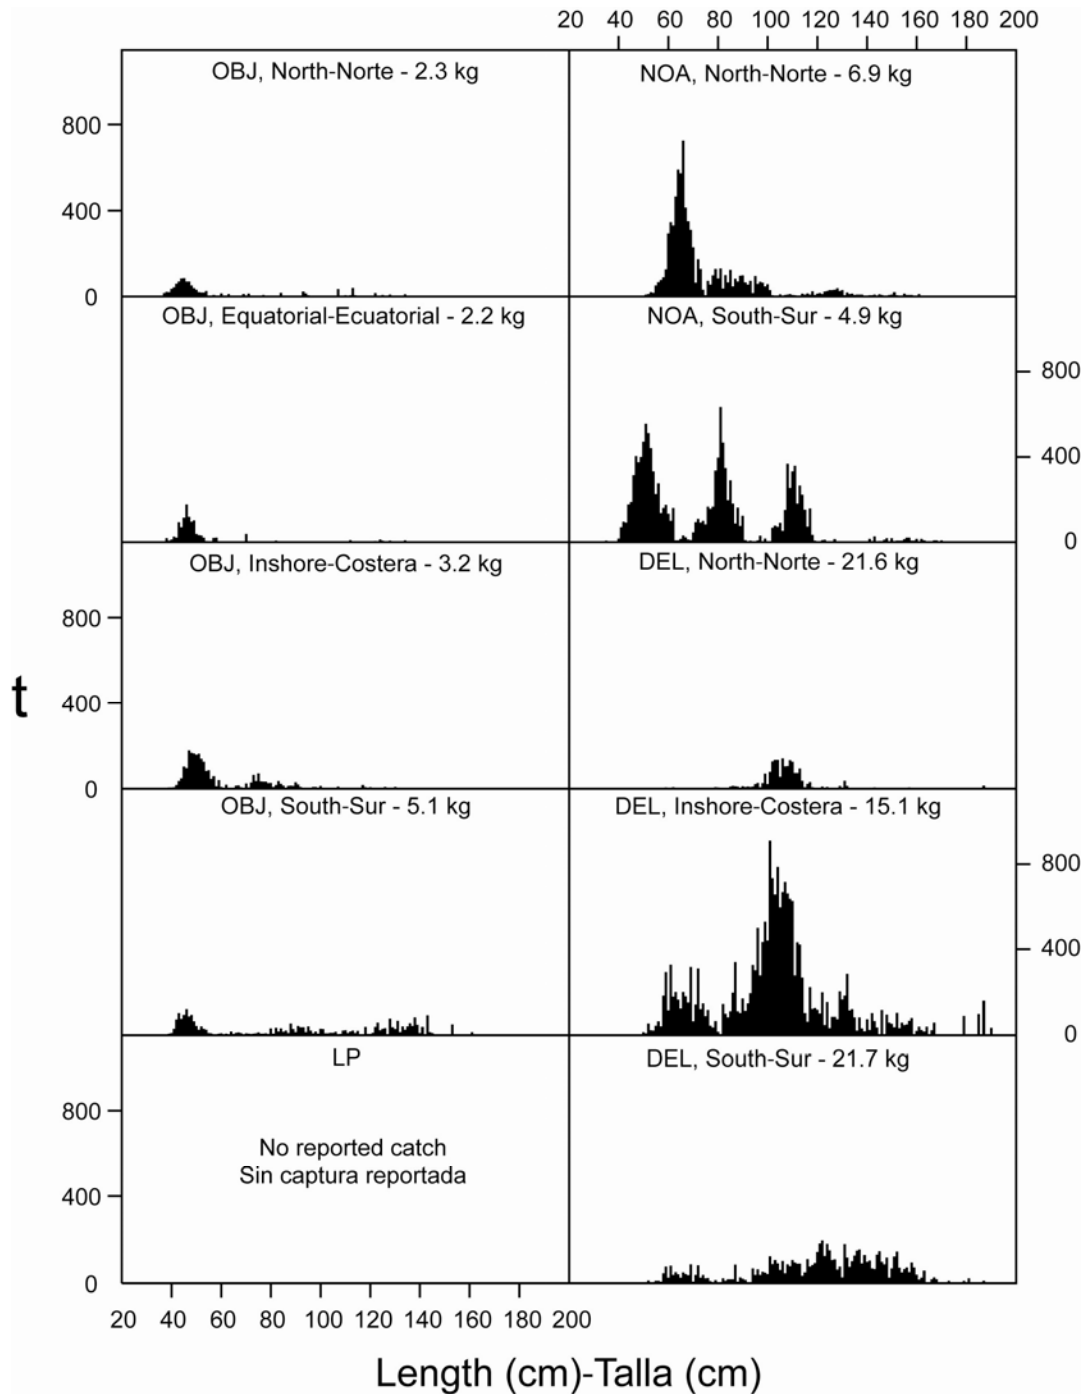 20 40 60 80 100 120 140 160 180 200
OBJ, North-Norte - 2.3 kg
NOA, North-Norte - 6.9 kg
800
400
0
OBJ, Equatorial-Ecuatorial - 2.2 kg
NOA, South-Sur - 4.9 kg
800
400
0
OBJ, Inshore-Costera - 3.2 kg
DEL, North-Norte - 21.6 kg
800
400
0
t
OBJ, South-Sur - 5.1 kg
DEL, Inshore-Costera - 15.1 kg
800
400
0
LP
DEL, South-Sur - 21.7 kg
No reported catch
Sin captura reportada
800
400
0
20 40 60 80 100 120 140 160 180 200
Length (cm)-Talla (cm)